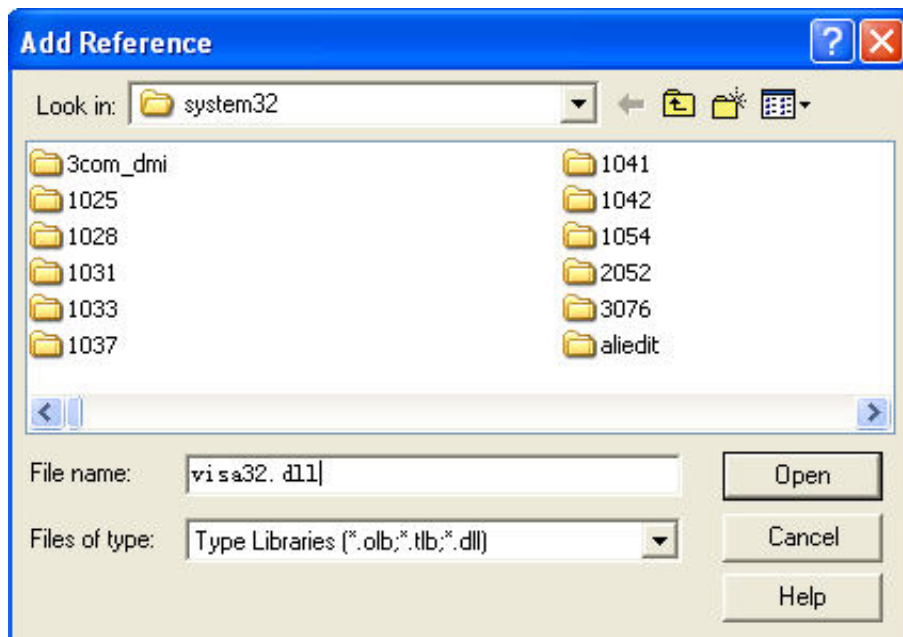 Add Reference
Look in: system32
3com_dmi
1025
1028
1031
1033
1037
1041
1042
1054
2052
3076
aliedit
File name: visa32.dll
Open
Files of type: Type Libraries (*.olb;*.tlb;*.dll)
Cancel
Help